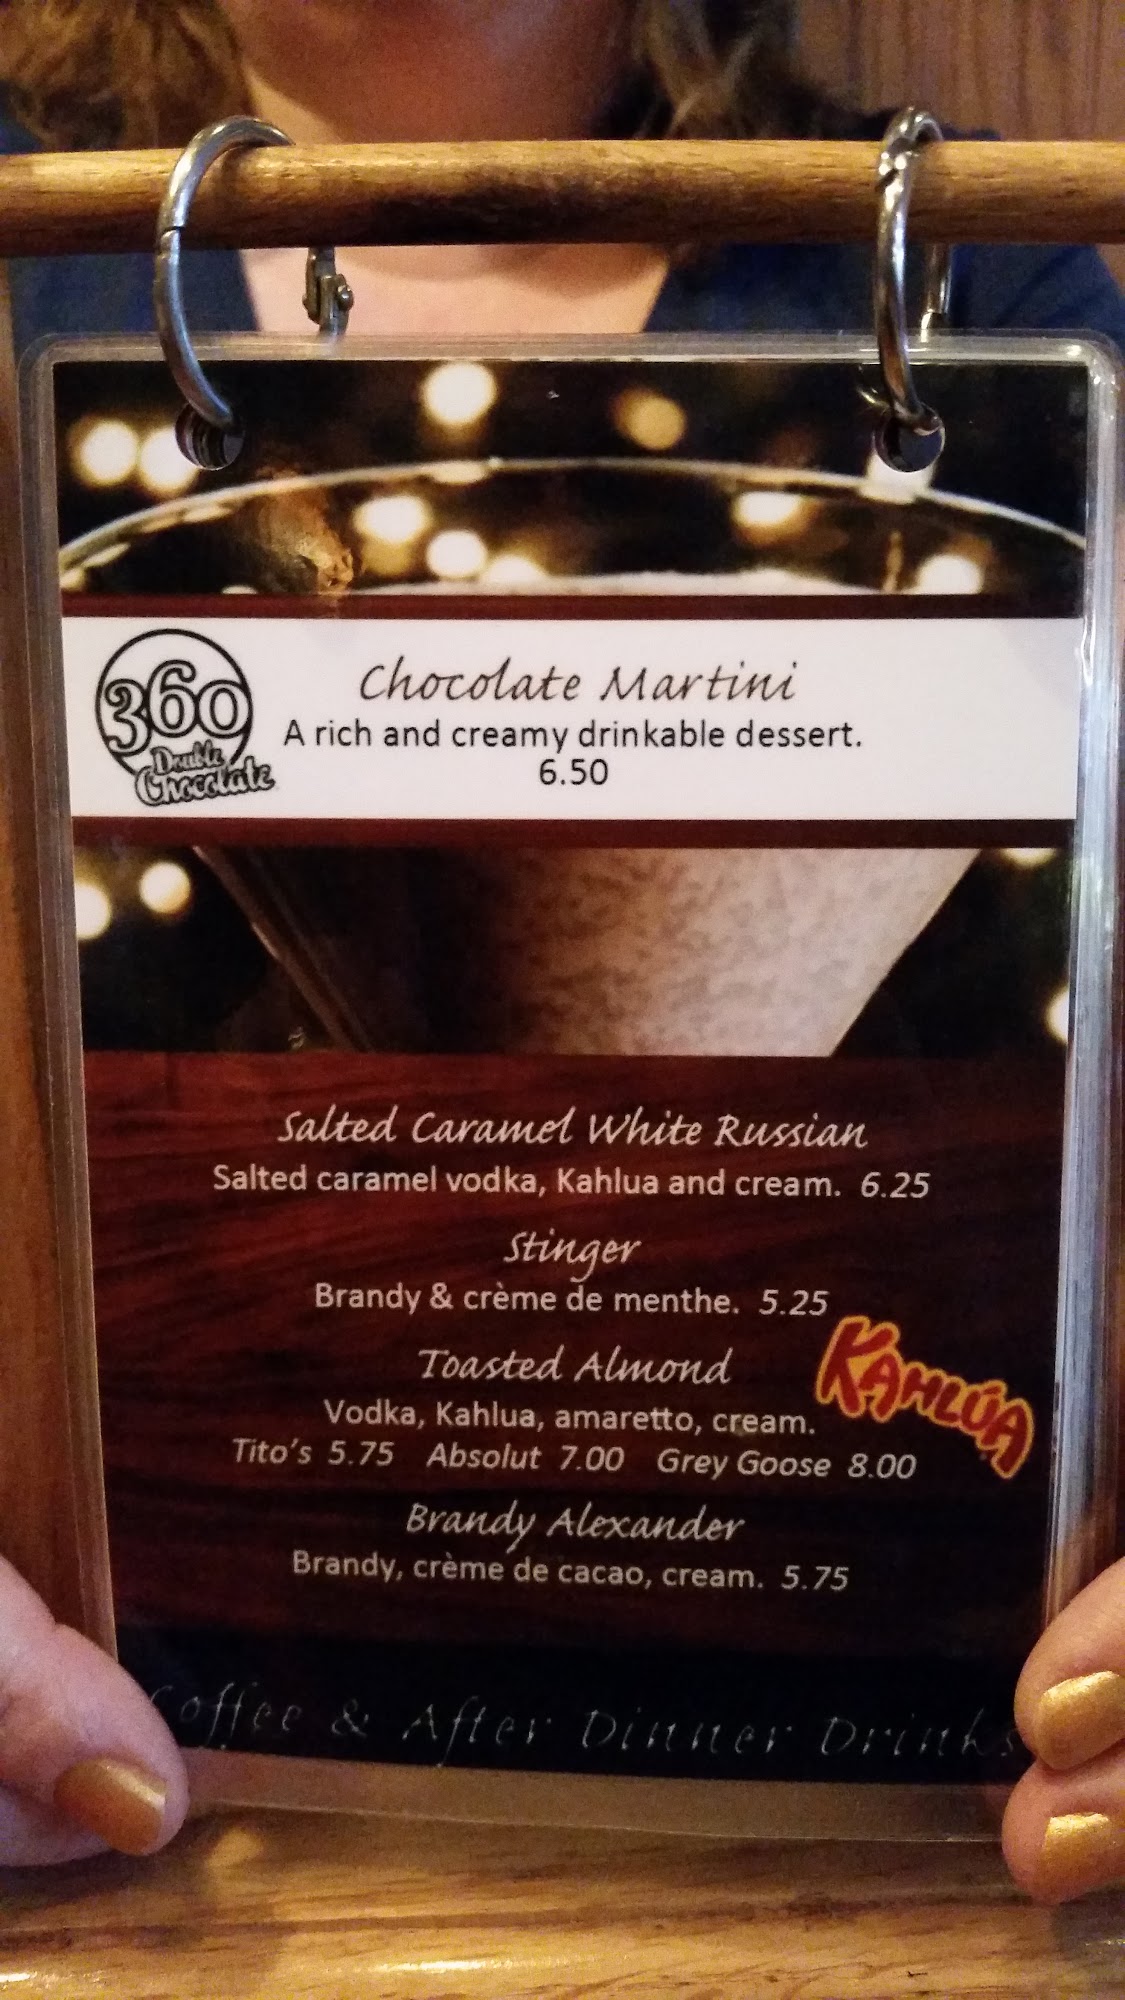 360
Double
Chocolate
Chocolate Martini
A rich and creamy drinkable dessert.
6.50
Salted Caramel White Russian
Salted caramel vodka, Kahlua and cream. 6.25
Stinger
Brandy & crème de menthe. 5.25
Toasted Almond
KAHLÚA
Vodka, Kahlua, amaretto, cream.
Tito's 5.75 Absolut 7.00 Grey Goose 8.00
Brandy Alexander
Brandy, crème de cacao, cream. 5.75
Coffee & After Dinner Drinks